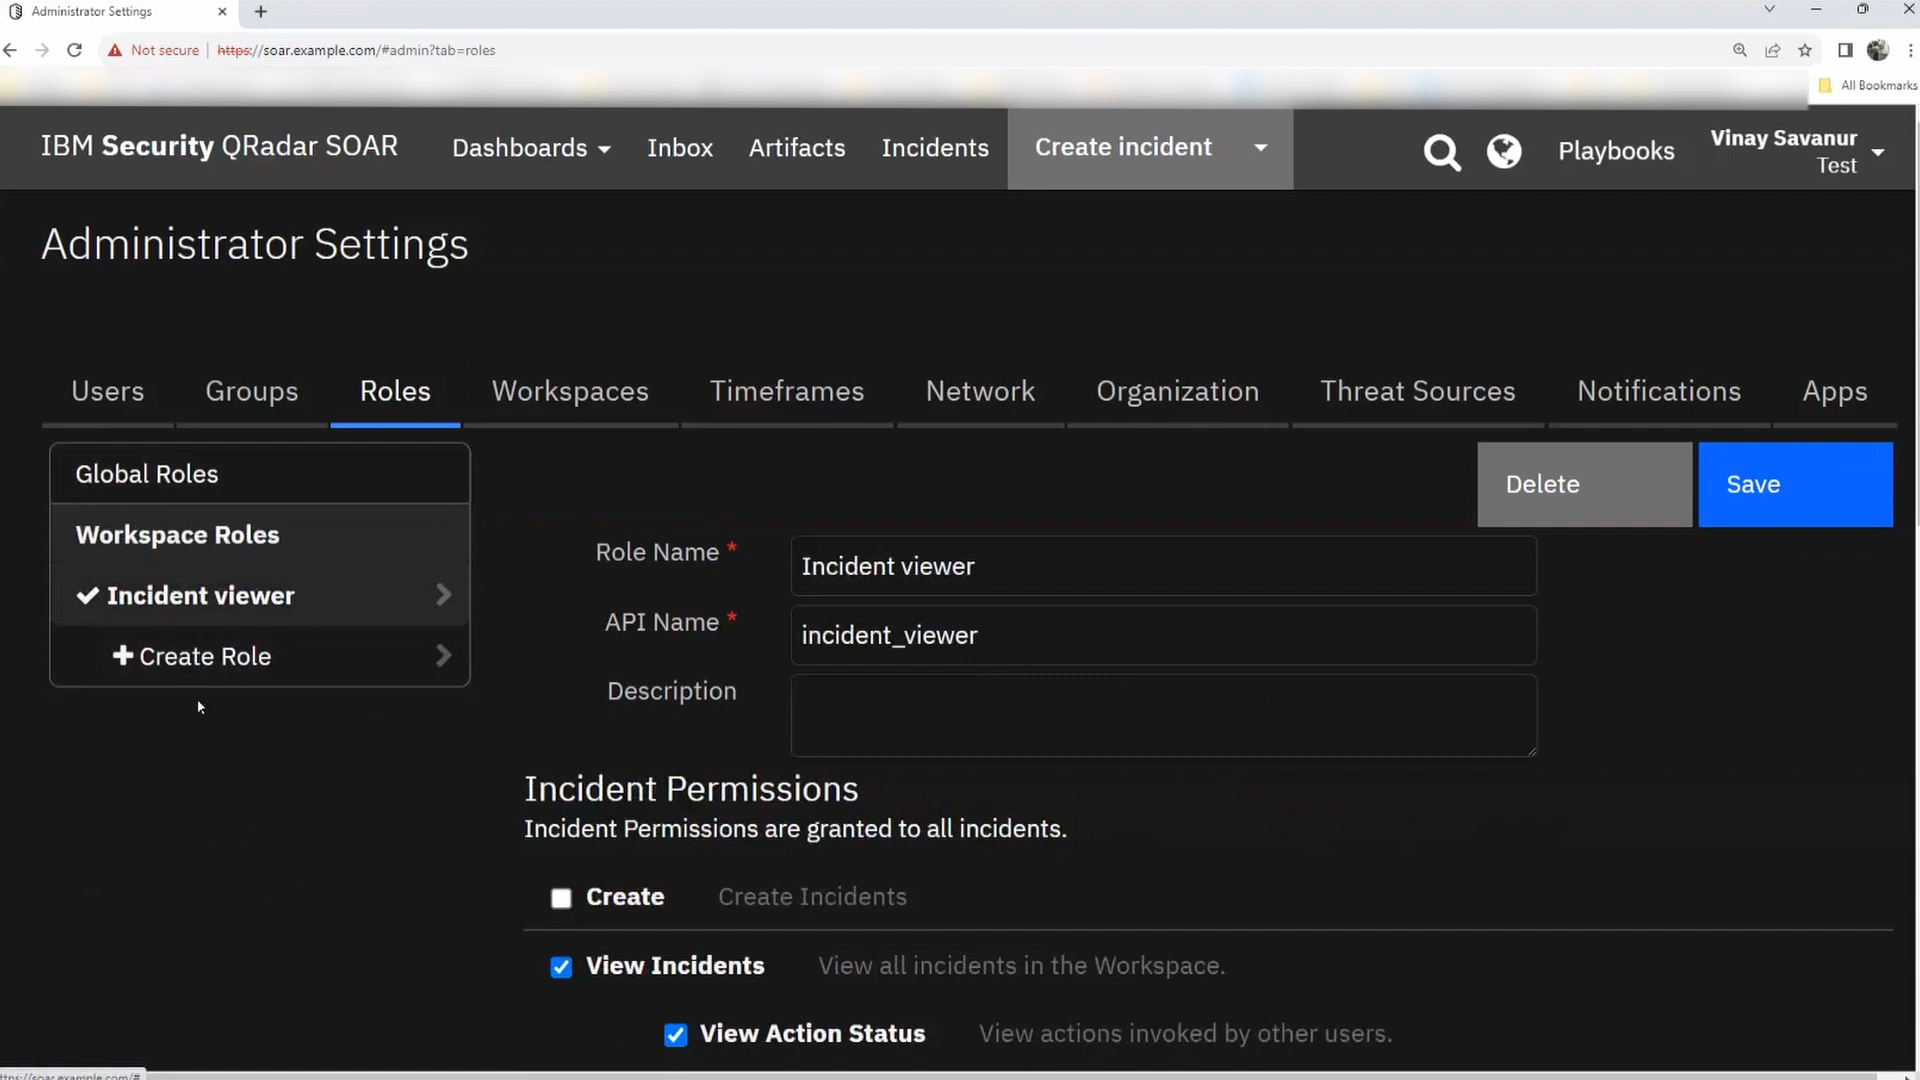 Administrator Settings
Not secure
https://soar.example.com/#admin?tab=roles
All Bookmarks
IBM Security QRadar SOAR
Dashboards
Inbox
Artifacts
Incidents
Create incident
Playbooks
Vinay Savanur
Test
Administrator Settings
Users
Groups
Roles
Workspaces
Timeframes
Network
Organization
Threat Sources
Notifications
Apps
Global Roles
Workspace Roles
Incident viewer
Create Role
Delete
Save
Role Name *
Incident viewer
API Name *
incident_viewer
Description
Incident Permissions
Incident Permissions are granted to all incidents.
Create
Create Incidents
View Incidents
View all incidents in the Workspace.
View Action Status
View actions invoked by other users.